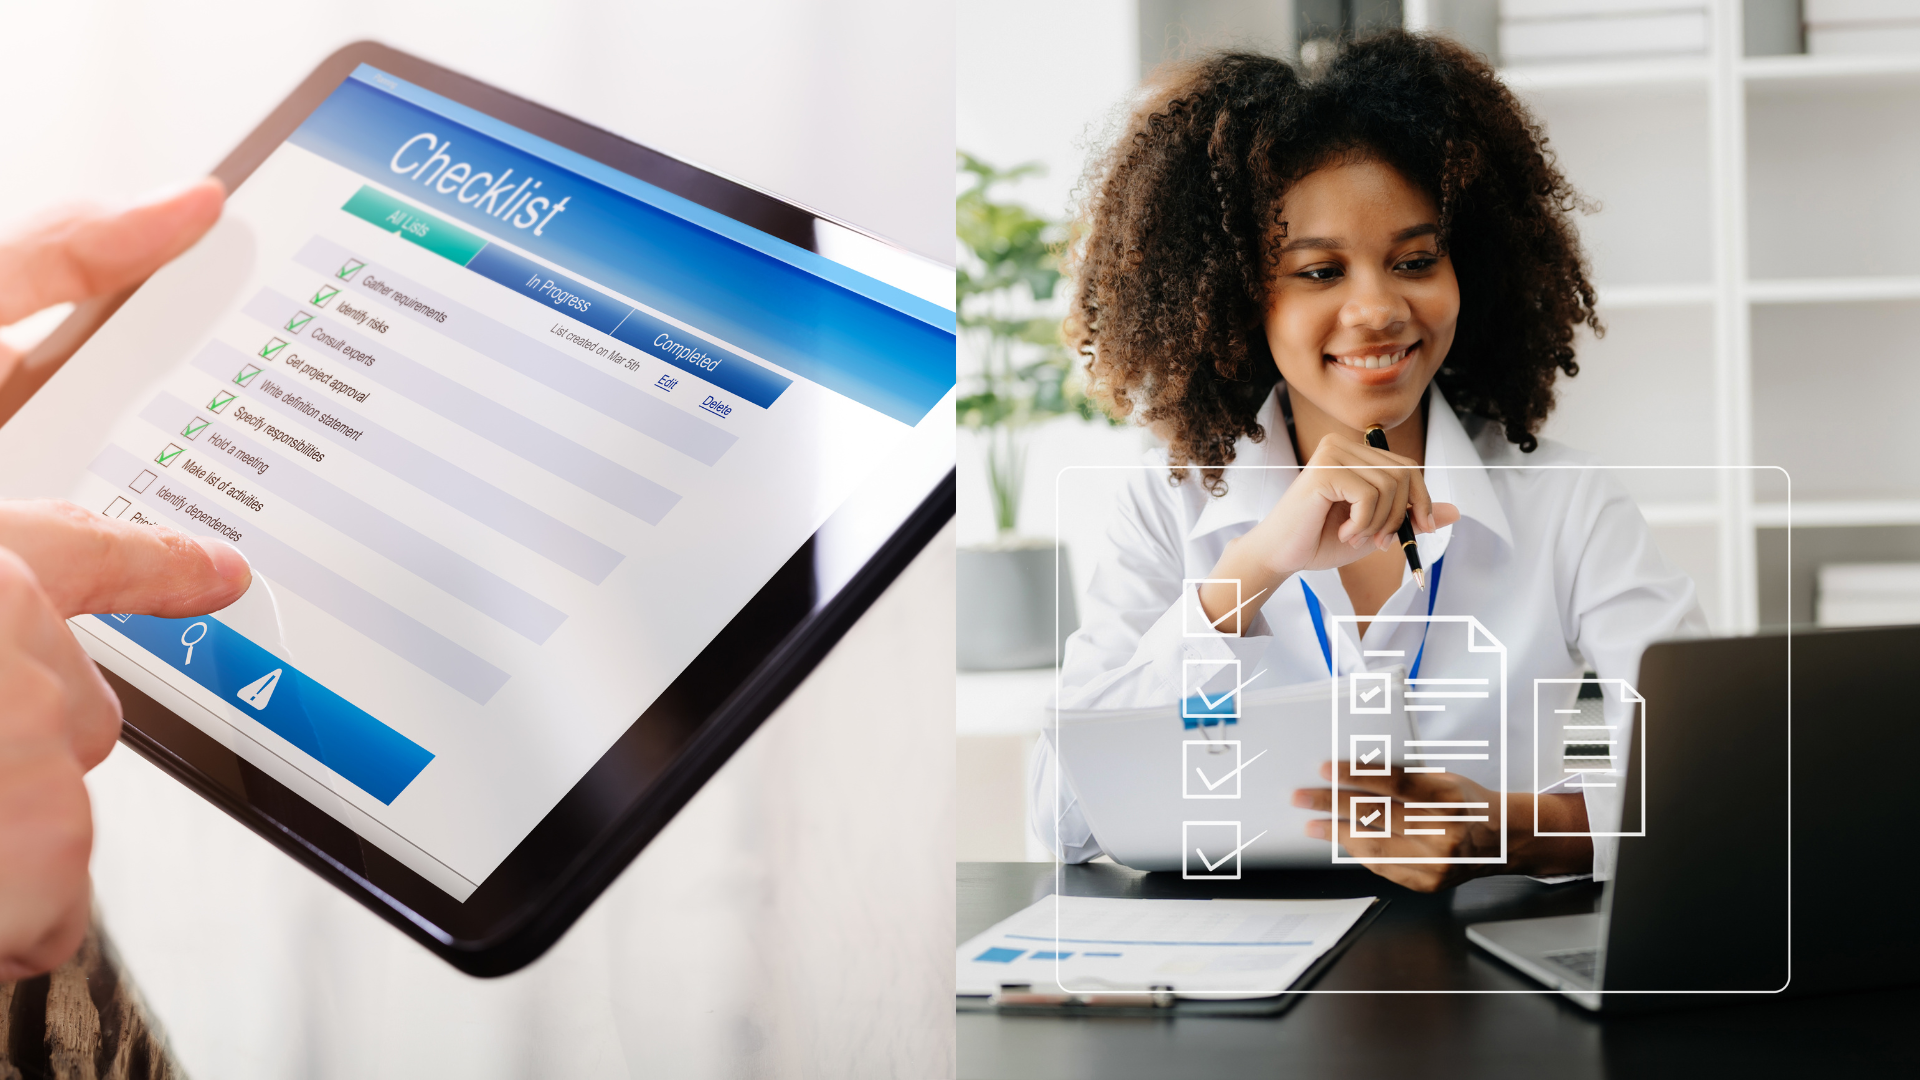 Checklist
All Lists
In Progress
Completed
List created on Mar 5th
Edit
Delete
Gather requirements
Identify risks
Consult experts
Get project approval
Write definition statement
Specify responsibilities
Hold a meeting
Make list of activities
Identify dependencies